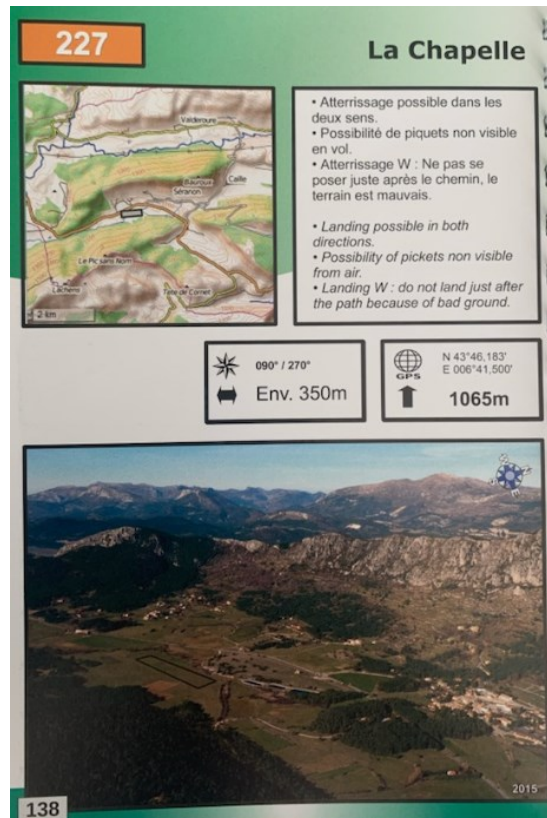 227
La Chapelle
Valderoure
Caille
Bauroux
Séranon
Le Pic sans Nom
Lachens
Tête de Cornet
2 km
• Atterrissage possible dans les
deux sens.
• Possibilité de piquets non visible
en vol.
• Atterrissage W : Ne pas se
poser juste après le chemin, le
terrain est mauvais.
• Landing possible in both
directions.
• Possibility of pickets non visible
from air.
• Landing W : do not land just after
the path because of bad ground.
090° / 270°
Env. 350m
GPS
N 43°46,183'
E 006°41,500'
1065m
2015
138